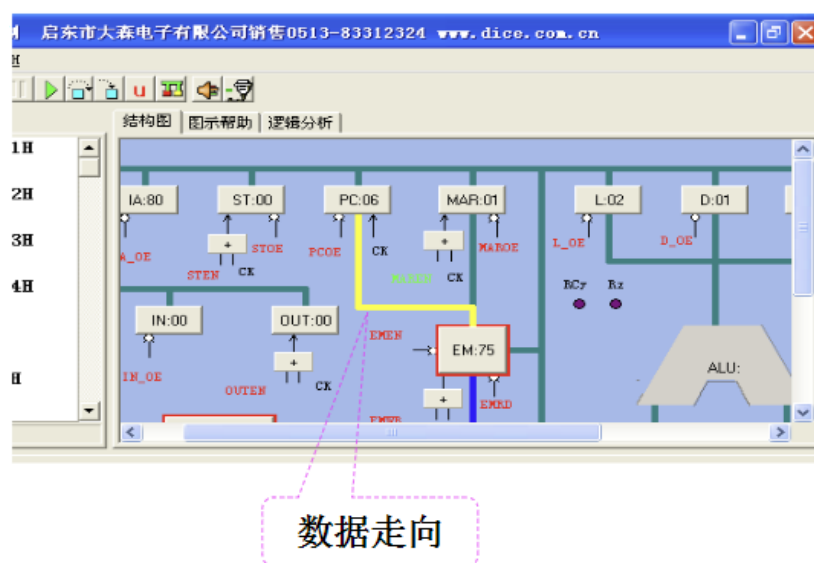 启东市大森电子有限公司销售0513-83312324 www.dice.com.cn
结构图 图示帮助 逻辑分析
1H
2H
3H
4H
H
IA:80 ST:00 PC:06 MAR:01 L:02 D:01
+ +
A_OE STEN CK STOE PCOE CK MAREN CK MAROE L_OE D_OE
RCy Rz
IN:00 OUT:00 EMEN EM:75 ALU:
IN_OE OUTEN + CK EMWR + EMRD
数据走向